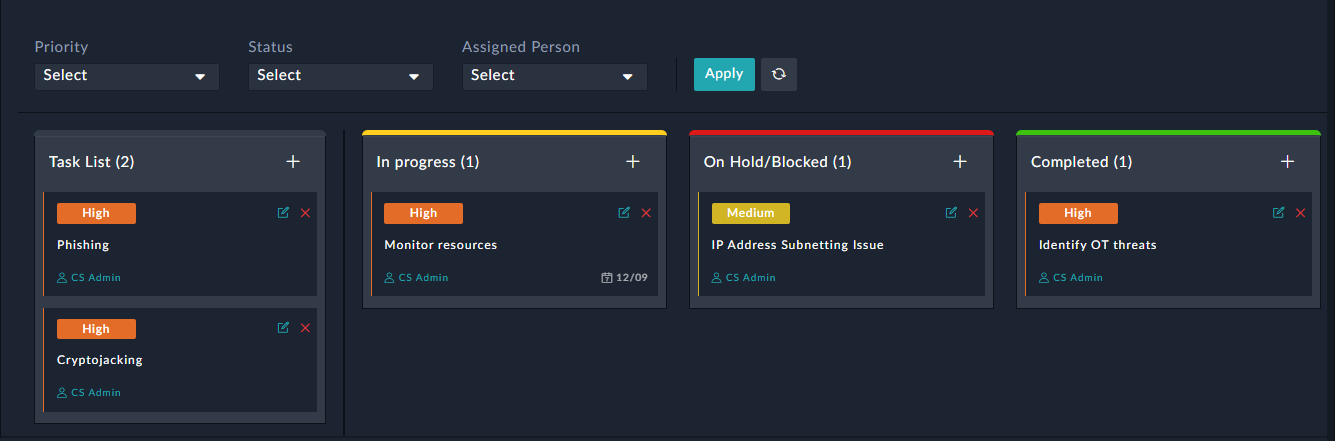 Priority
Status
Assigned Person
Select
Select
Select
Apply
Task List (2)
High
Phishing
CS Admin
High
Cryptojacking
CS Admin
In progress (1)
High
Monitor resources
CS Admin
12/09
On Hold/Blocked (1)
Medium
IP Address Subnetting Issue
CS Admin
Completed (1)
High
Identify OT threats
CS Admin